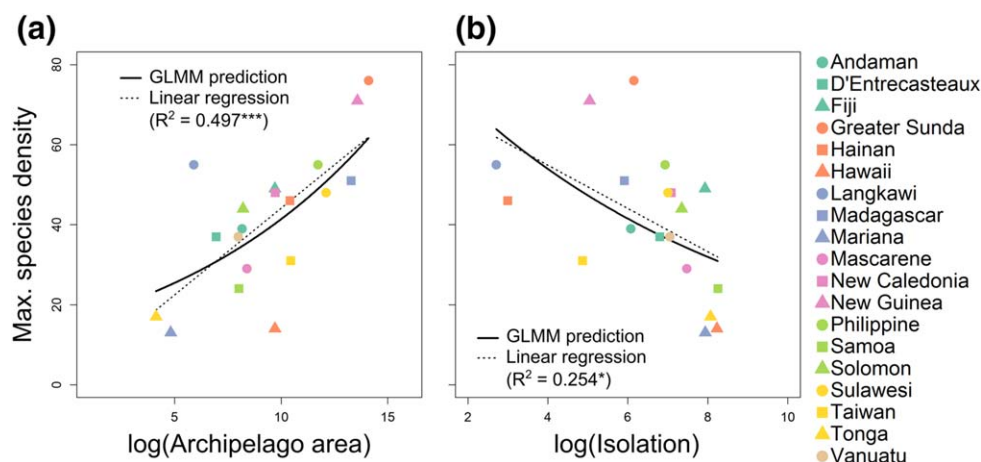 (a)
(b)
Max. species density
80
60
40
20
0
GLMM prediction
Linear regression
(R² = 0.497***)
5
10
15
log(Archipelago area)
GLMM prediction
Linear regression
(R² = 0.254*)
2
4
6
8
10
log(Isolation)
Andaman
D'Entrecasteaux
Fiji
Greater Sunda
Hainan
Hawaii
Langkawi
Madagascar
Mariana
Mascarene
New Caledonia
New Guinea
Philippine
Samoa
Solomon
Sulawesi
Taiwan
Tonga
Vanuatu